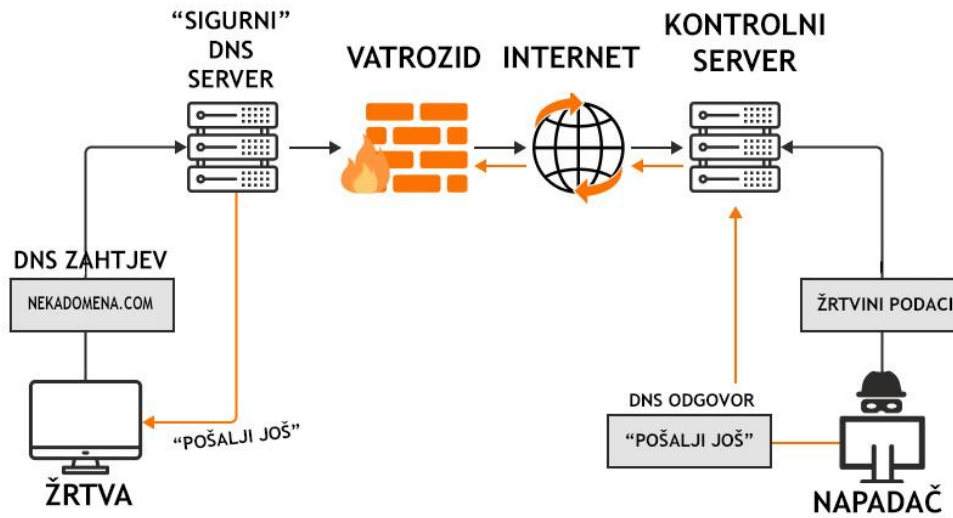 “SIGURNI”
DNS
SERVER
VATROZID
INTERNET
KONTROLNI
SERVER
DNS ZAHTJEV
NEKADOMENA.COM
ŽRTVINI PODACI
“POŠALJI JOŠ”
DNS ODGOVOR
“POŠALJI JOŠ”
ŽRTVA
NAPADAČ